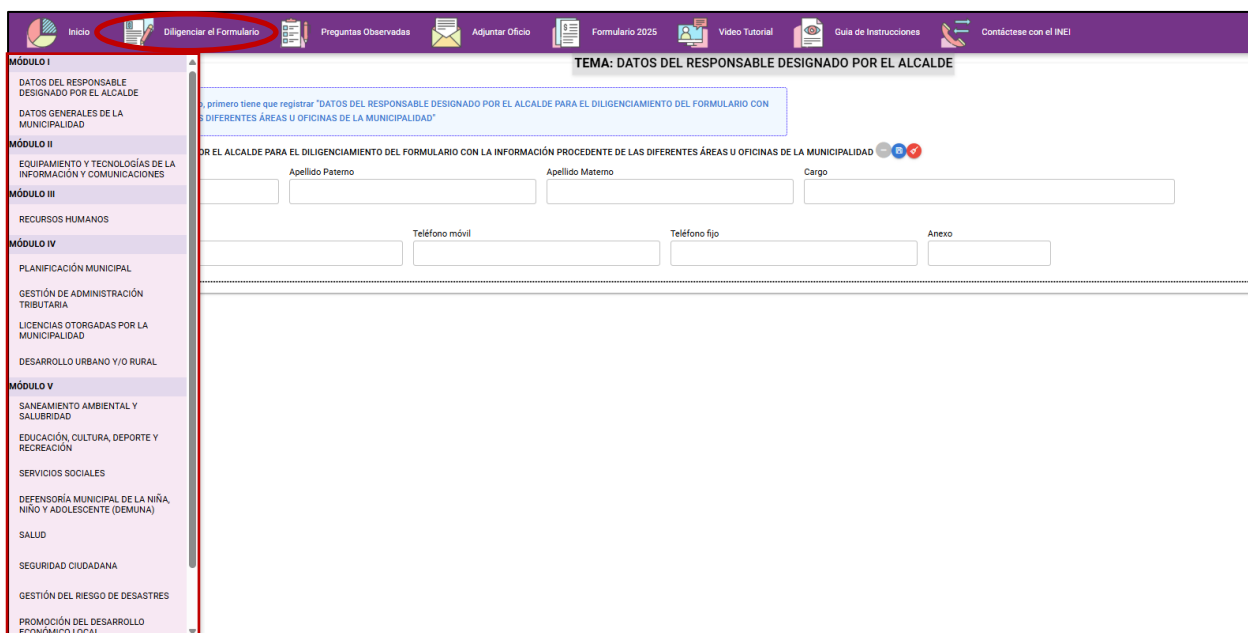 Inicio
Diligenciar el Formulario
Preguntas Observadas
Adjuntar Oficio
Formulario 2025
Video Tutorial
Guia de Instrucciones
Contáctese con el INEI
MÓDULO I
DATOS DEL RESPONSABLE
DESIGNADO POR EL ALCALDE
DATOS GENERALES DE LA
MUNICIPALIDAD
MÓDULO II
EQUIPAMIENTO Y TECNOLOGÍAS DE LA
INFORMACIÓN Y COMUNICACIONES
MÓDULO III
RECURSOS HUMANOS
MÓDULO IV
PLANIFICACIÓN MUNICIPAL
GESTIÓN DE ADMINISTRACIÓN
TRIBUTARIA
LICENCIAS OTORGADAS POR LA
MUNICIPALIDAD
DESARROLLO URBANO Y/O RURAL
MÓDULO V
SANEAMIENTO AMBIENTAL Y
SALUBRIDAD
EDUCACIÓN, CULTURA, DEPORTE Y
RECREACIÓN
SERVICIOS SOCIALES
DEFENSORÍA MUNICIPAL DE LA NIÑA,
NIÑO Y ADOLESCENTE (DEMUNA)
SALUD
SEGURIDAD CIUDADANA
GESTIÓN DEL RIESGO DE DESASTRES
PROMOCIÓN DEL DESARROLLO
ECONÓMICO LOCAL
TEMA: DATOS DEL RESPONSABLE DESIGNADO POR EL ALCALDE
, primero tiene que registrar "DATOS DEL RESPONSABLE DESIGNADO POR EL ALCALDE PARA EL DILIGENCIAMIENTO DEL FORMULARIO CON
DIFERENTES ÁREAS U OFICINAS DE LA MUNICIPALIDAD"
OR EL ALCALDE PARA EL DILIGENCIAMIENTO DEL FORMULARIO CON LA INFORMACIÓN PROCEDENTE DE LAS DIFERENTES ÁREAS U OFICINAS DE LA MUNICIPALIDAD
Apellido Paterno
Apellido Materno
Cargo
Teléfono móvil
Teléfono fijo
Anexo